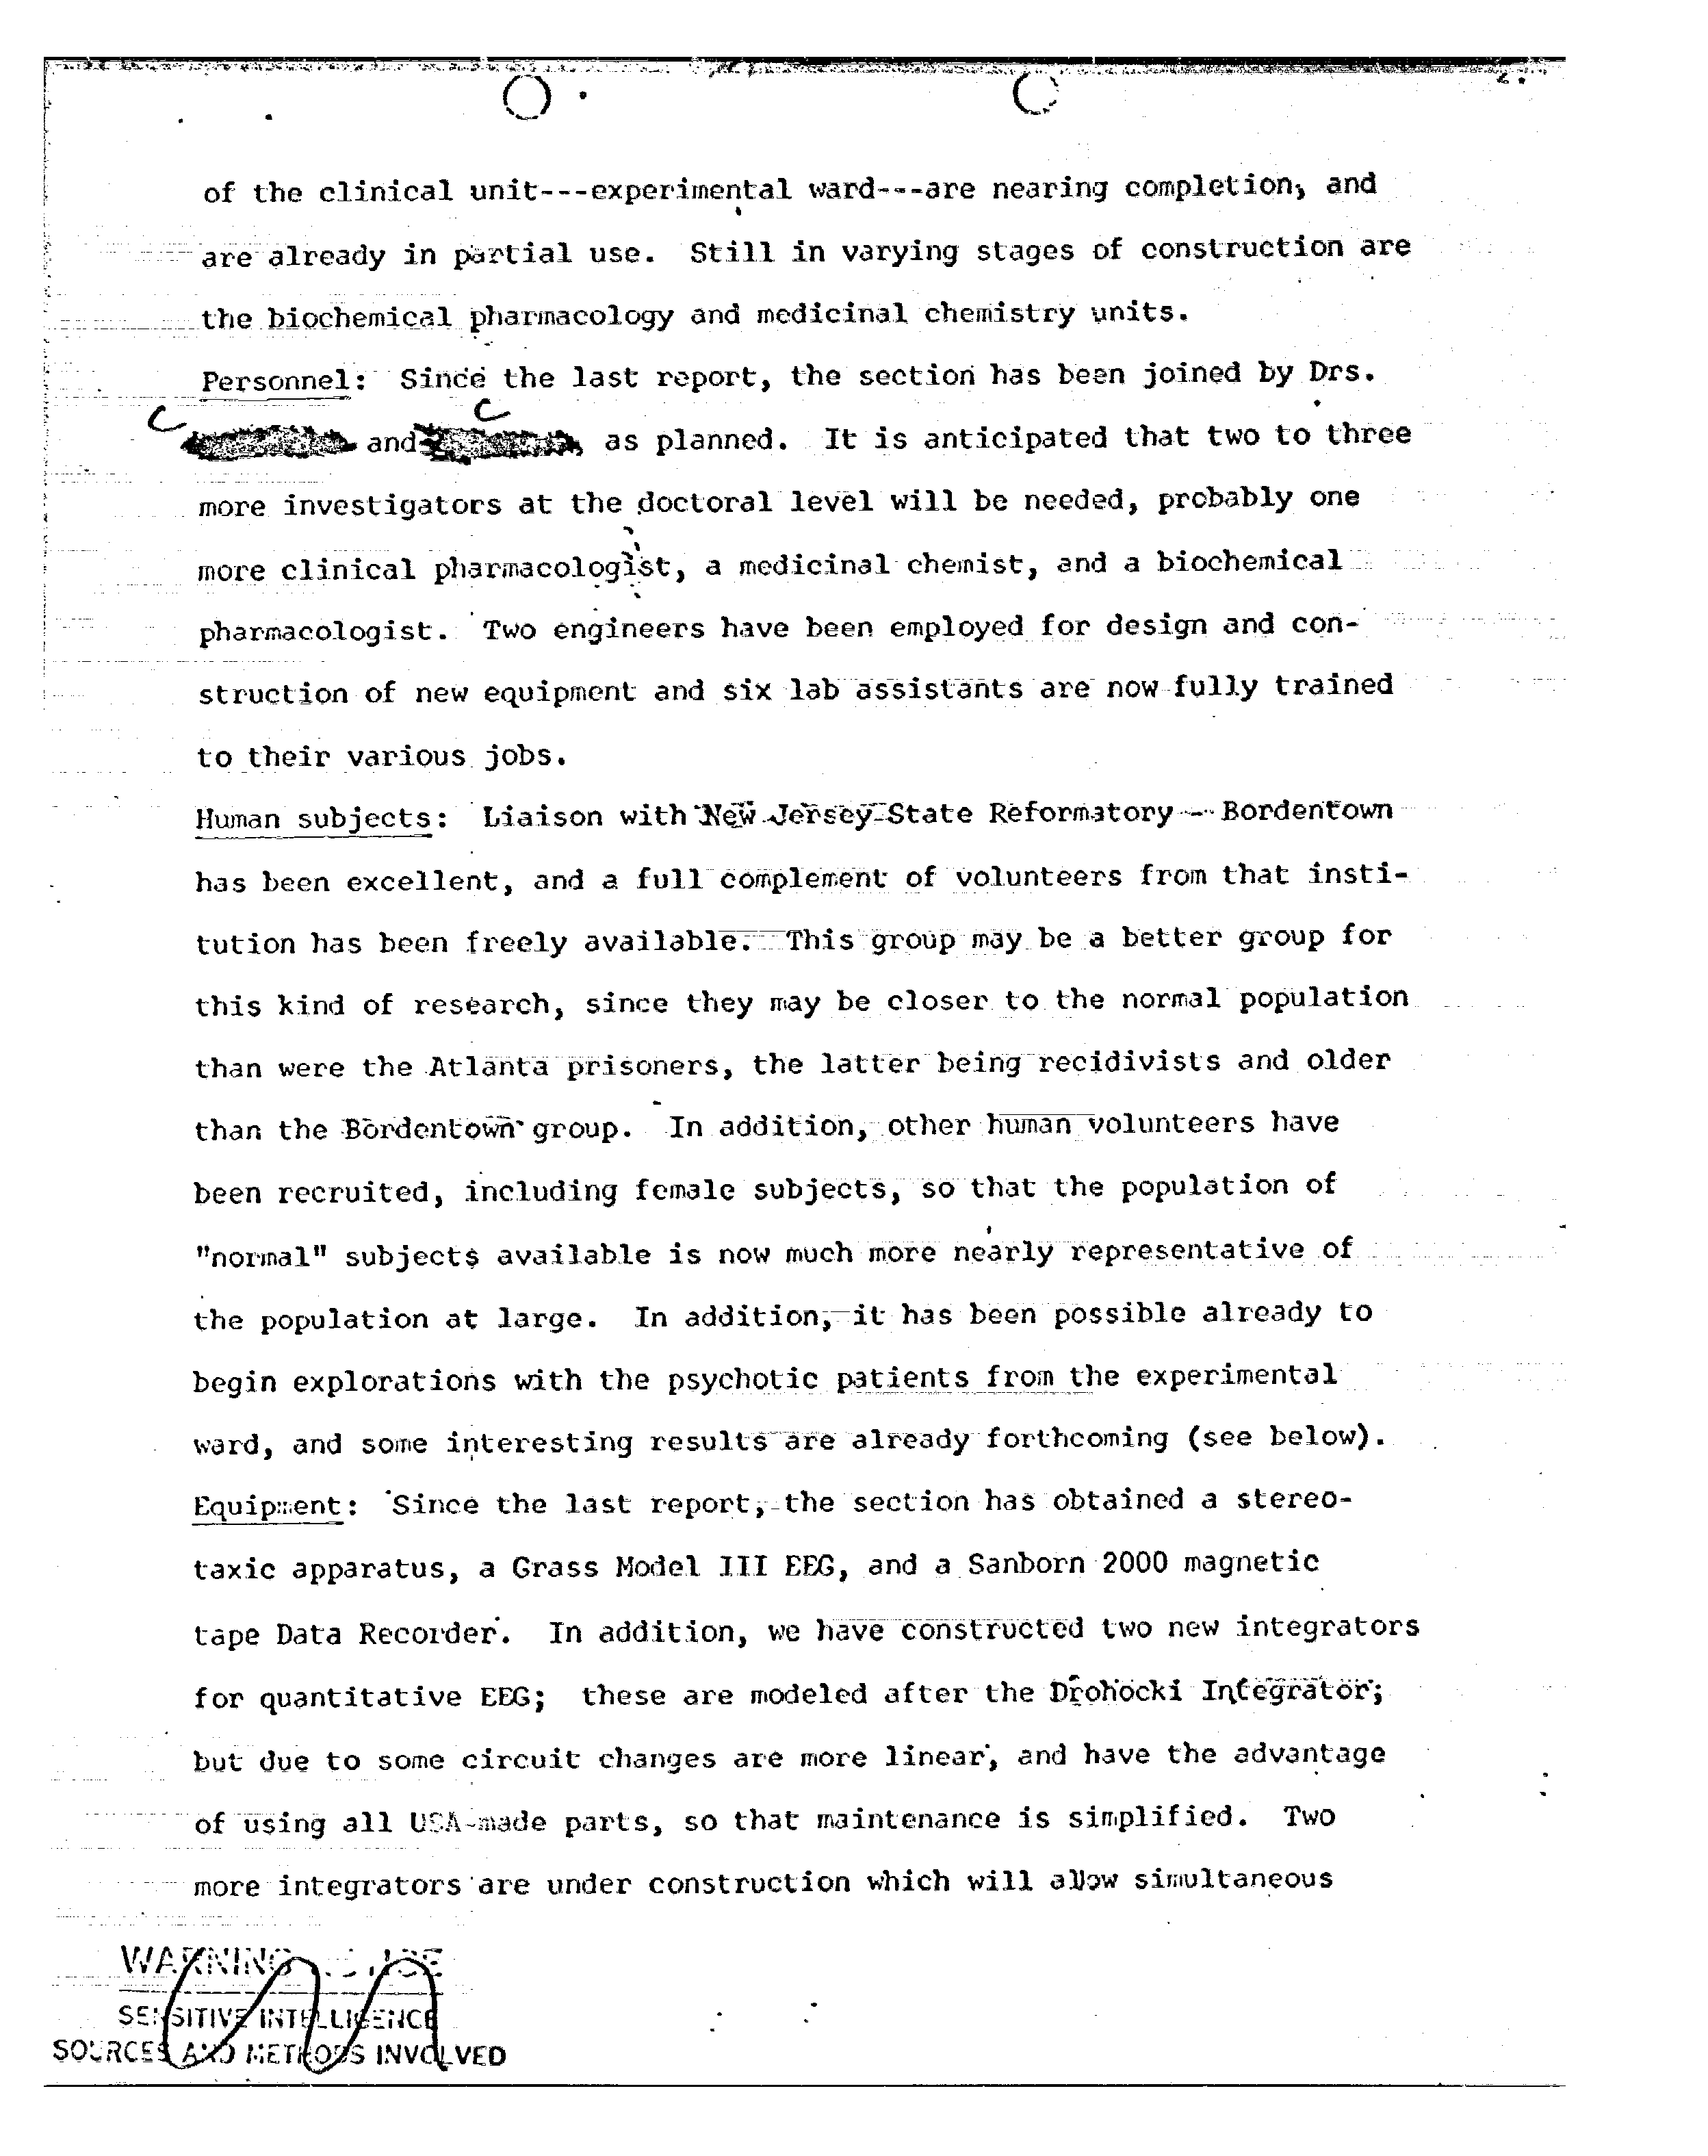 2.
of the clinical unit---experimental ward---are nearing completion, and
are already in partial use. Still in varying stages of construction are
the biochemical pharmacology and medicinal chemistry units.
Personnel: Since the last report, the section has been joined by Drs.
and as planned. It is anticipated that two to three
more investigators at the doctoral level will be needed, probably one
more clinical pharmacologist, a medicinal chemist, and a biochemical
pharmacologist. Two engineers have been employed for design and con-
struction of new equipment and six lab assistants are now fully trained
to their various jobs.
Human subjects: Liaison with New Jersey State Reformatory -- Bordentown
has been excellent, and a full complement of volunteers from that insti-
tution has been freely available. This group may be a better group for
this kind of research, since they may be closer to the normal population
than were the Atlanta prisoners, the latter being recidivists and older
than the Bordentown group. In addition, other human volunteers have
been recruited, including female subjects, so that the population of
"normal" subjects available is now much more nearly representative of
the population at large. In addition, it has been possible already to
begin explorations with the psychotic patients from the experimental
ward, and some interesting results are already forthcoming (see below).
Equipment: Since the last report, the section has obtained a stereo-
taxic apparatus, a Grass Model III EEG, and a Sanborn 2000 magnetic
tape Data Recorder. In addition, we have constructed two new integrators
for quantitative EEG; these are modeled after the Drohocki Integrator;
but due to some circuit changes are more linear, and have the advantage
of using all USA-made parts, so that maintenance is simplified. Two
more integrators are under construction which will allow simultaneous
WARNING NOTICE
SENSITIVE INTELLIGENCE
SOURCES AND METHODS INVOLVED